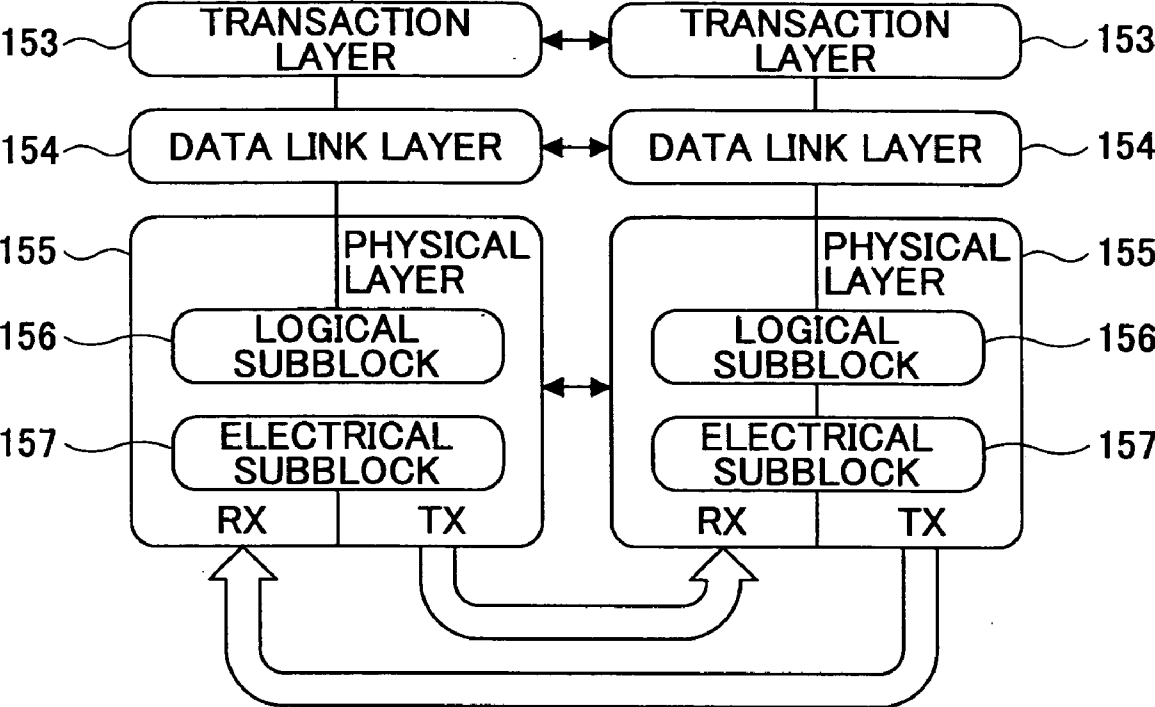 153 TRANSACTION LAYER TRANSACTION LAYER 153
154 DATA LINK LAYER DATA LINK LAYER 154
155 PHYSICAL LAYER PHYSICAL LAYER 155
156 LOGICAL SUBBLOCK LOGICAL SUBBLOCK 156
157 ELECTRICAL SUBBLOCK ELECTRICAL SUBBLOCK 157
RX TX RX TX